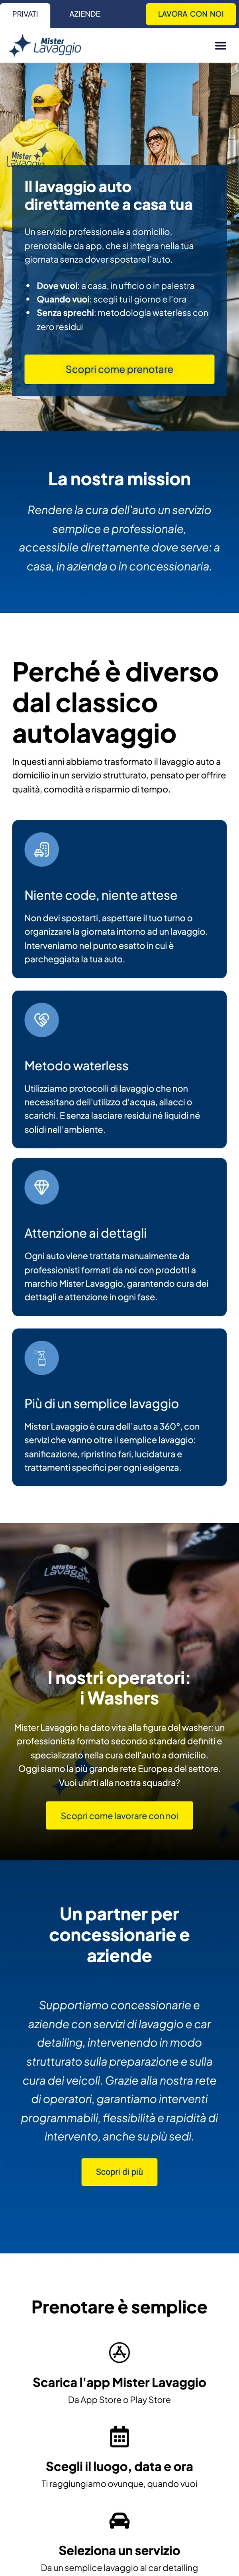 PRIVATI
AZIENDE
LAVORA CON NOI
Mister
Lavaggio
Mister
Lavaggio
Il lavaggio auto
direttamente a casa tua
Un servizio professionale a domicilio,
prenotabile da app, che si integra nella tua
giornata senza dover spostare l'auto.
• Dove vuoi: a casa, in ufficio o in palestra
• Quando vuoi: scegli tu il giorno e l'ora
• Senza sprechi: metodologia waterless con
zero residui
Scopri come prenotare
La nostra mission
Rendere la cura dell'auto un servizio
semplice e professionale,
accessibile direttamente dove serve: a
casa, in azienda o in concessionaria.
Perché è diverso
dal classico
autolavaggio
In questi anni abbiamo trasformato il lavaggio auto a
domicilio in un servizio strutturato, pensato per offrire
qualità, comodità e risparmio di tempo.
Niente code, niente attese
Non devi spostarti, aspettare il tuo turno o
organizzare la giornata intorno ad un lavaggio.
Interveniamo nel punto esatto in cui è
parcheggiata la tua auto.
Metodo waterless
Utilizziamo protocolli di lavaggio che non
necessitano dell'utilizzo d'acqua, allacci o
scarichi. E senza lasciare residui né liquidi né
solidi nell'ambiente.
Attenzione ai dettagli
Ogni auto viene trattata manualmente da
professionisti formati da noi con prodotti a
marchio Mister Lavaggio, garantendo cura dei
dettagli e attenzione in ogni fase.
Più di un semplice lavaggio
Mister Lavaggio è cura dell'auto a 360°, con
servizi che vanno oltre il semplice lavaggio:
sanificazione, ripristino fari, lucidatura e
trattamenti specifici per ogni esigenza.
Mister
Lavaggio
I nostri operatori:
i Washers
Mister Lavaggio ha dato vita alla figura del washer: un
professionista formato secondo standard definiti e
specializzato nella cura dell'auto a domicilio.
Oggi siamo la più grande rete Europea del settore.
Vuoi unirti alla nostra squadra?
Scopri come lavorare con noi
Un partner per
concessionarie e
aziende
Supportiamo concessionarie e
aziende con servizi di lavaggio e car
detailing, intervenendo in modo
strutturato sulla preparazione e sulla
cura dei veicoli. Grazie alla nostra rete
di operatori, garantiamo interventi
programmabili, flessibilità e rapidità di
intervento, anche su più sedi.
Scopri di più
Prenotare è semplice
Scarica l'app Mister Lavaggio
Da App Store o Play Store
Scegli il luogo, data e ora
Ti raggiungiamo ovunque, quando vuoi
Seleziona un servizio
Da un semplice lavaggio al car detailing